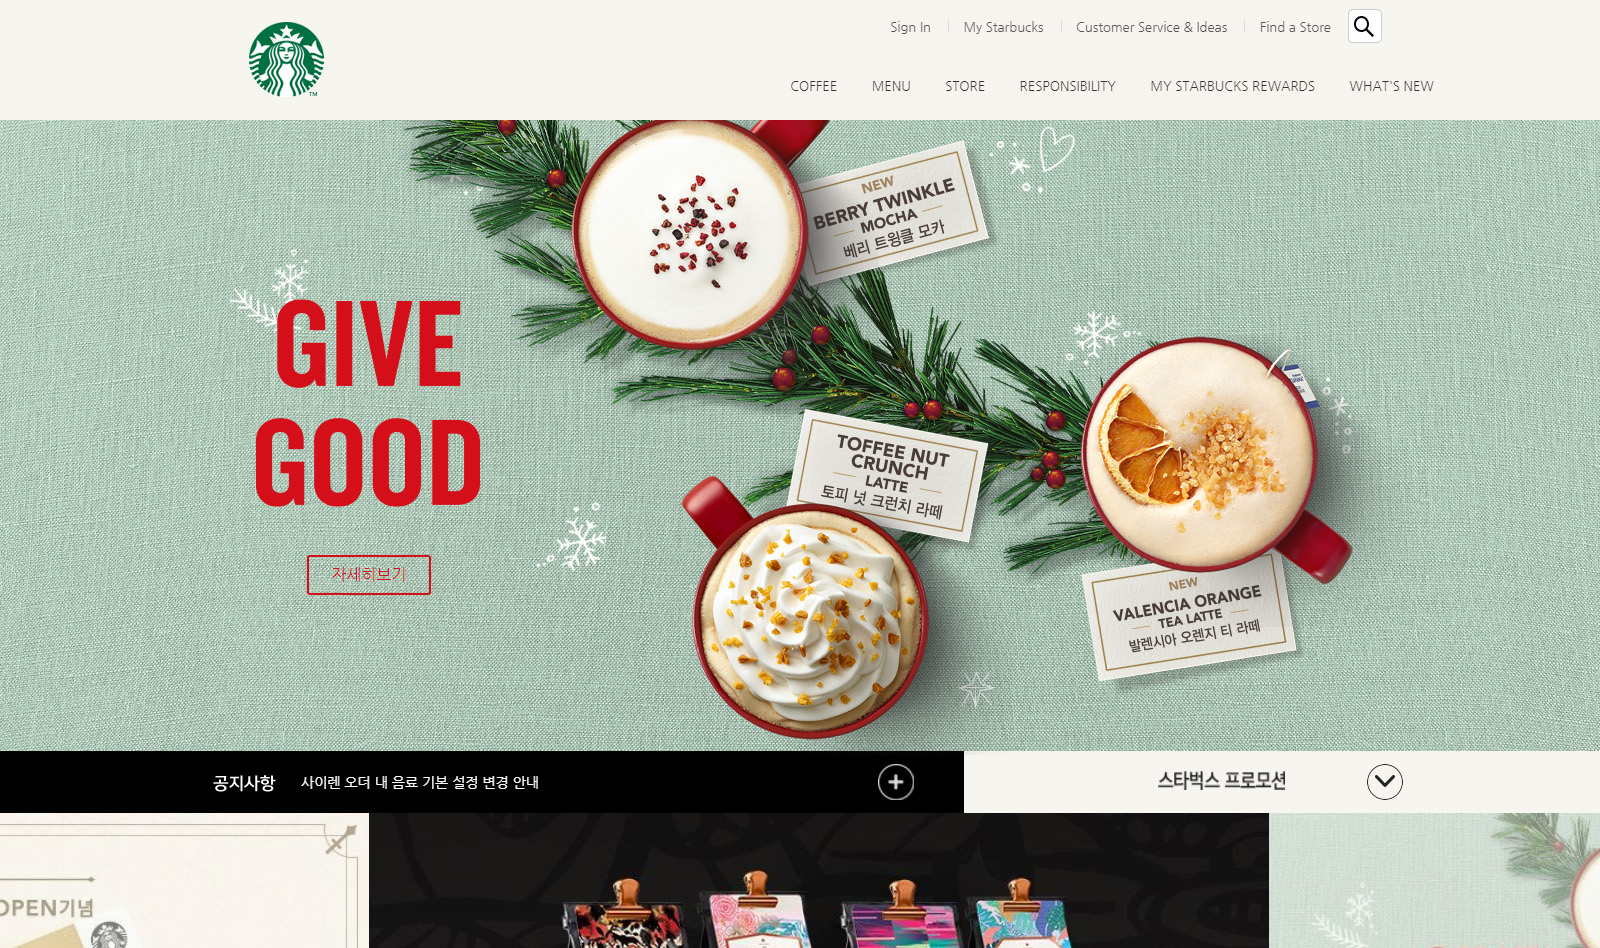 Sign In
My Starbucks
Customer Service & Ideas
Find a Store
COFFEE
MENU
STORE
RESPONSIBILITY
MY STARBUCKS REWARDS
WHAT'S NEW
NEW
BERRY TWINKLE
MOCHA
베리 트윙클 모카
GIVE
GOOD
자세히보기
TOFFEE NUT
CRUNCH
LATTE
토피 넛 크런치 라떼
NEW
VALENCIA ORANGE
TEA LATTE
발렌시아 오렌지 티 라떼
공지사항
사이렌 오더 내 음료 기본 설정 변경 안내
스타벅스 프로모션
OPEN기념